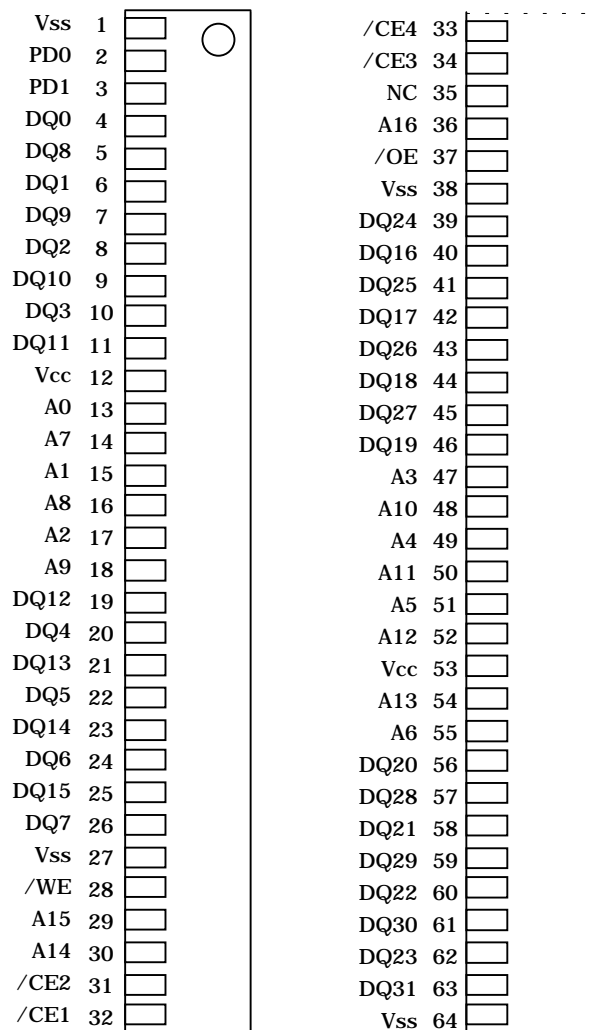 Vss 1
PD0 2
PD1 3
DQ0 4
DQ8 5
DQ1 6
DQ9 7
DQ2 8
DQ10 9
DQ3 10
DQ11 11
Vcc 12
A0 13
A7 14
A1 15
A8 16
A2 17
A9 18
DQ12 19
DQ4 20
DQ13 21
DQ5 22
DQ14 23
DQ6 24
DQ15 25
DQ7 26
Vss 27
/WE 28
A15 29
A14 30
/CE2 31
/CE1 32
/CE4 33
/CE3 34
NC 35
A16 36
/OE 37
Vss 38
DQ24 39
DQ16 40
DQ25 41
DQ17 42
DQ26 43
DQ18 44
DQ27 45
DQ19 46
A3 47
A10 48
A4 49
A11 50
A5 51
A12 52
Vcc 53
A13 54
A6 55
DQ20 56
DQ28 57
DQ21 58
DQ29 59
DQ22 60
DQ30 61
DQ23 62
DQ31 63
Vss 64